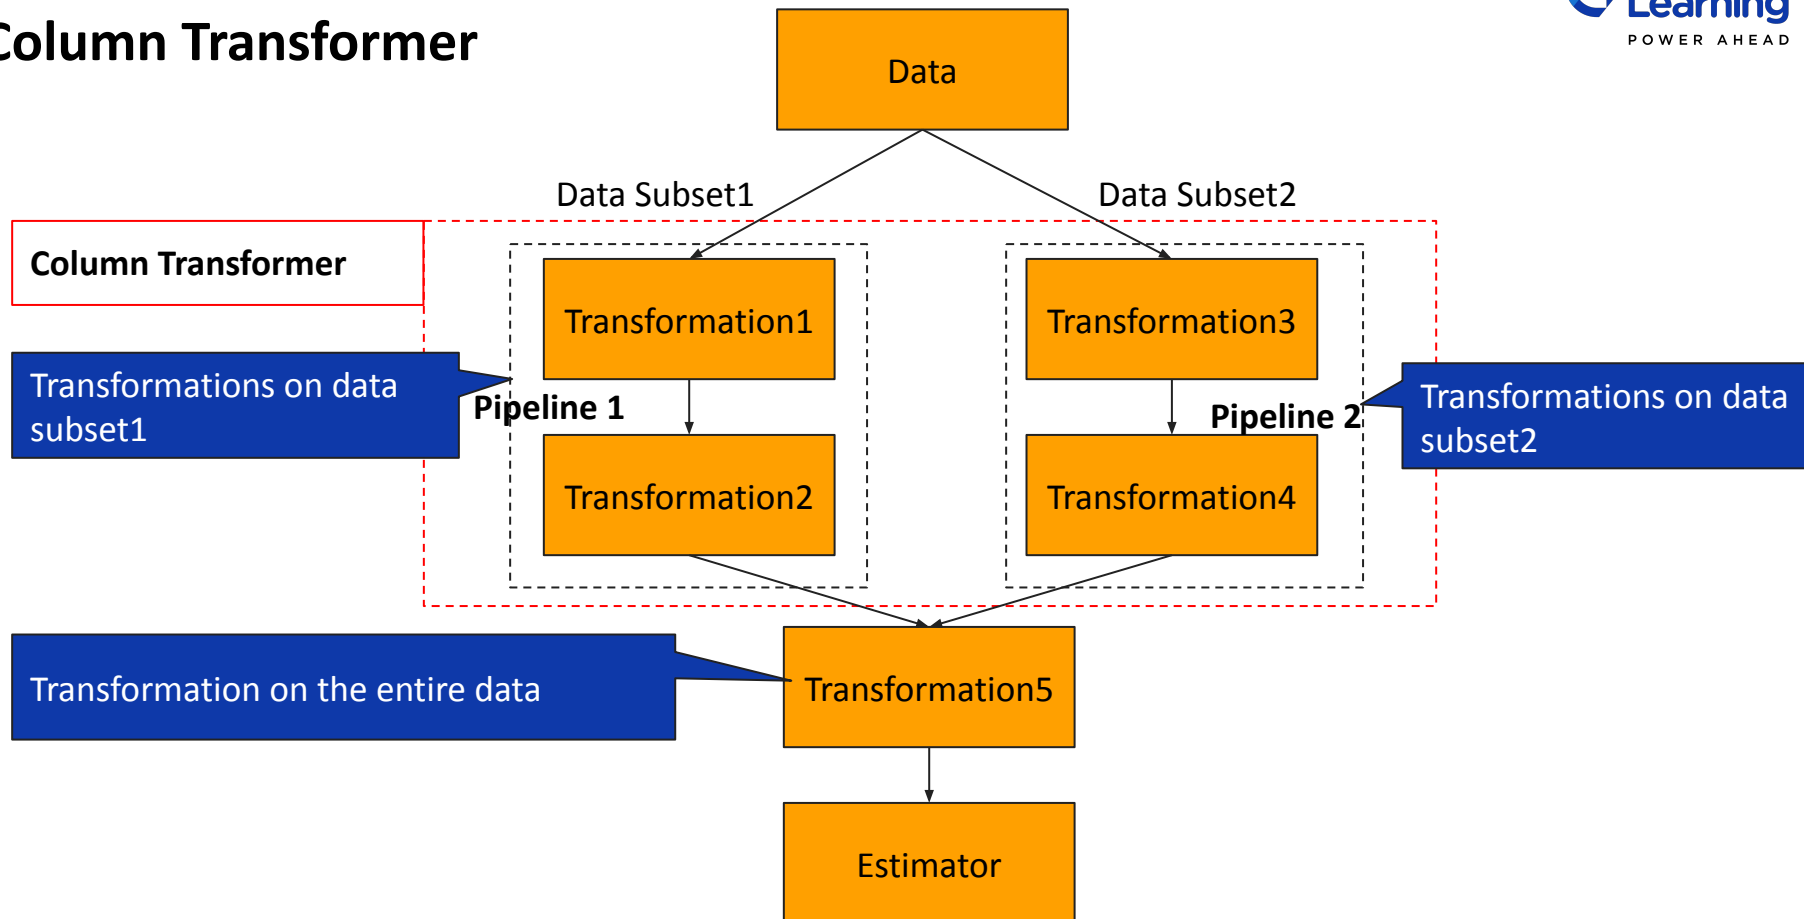 Column Transformer
Learning
POWER AHEAD
Data
Data Subset1
Data Subset2
Column Transformer
Transformation1
Transformation3
Transformations on data
subset1
Pipeline 1
Pipeline 2
Transformations on data
subset2
Transformation2
Transformation4
Transformation on the entire data
Transformation5
Estimator